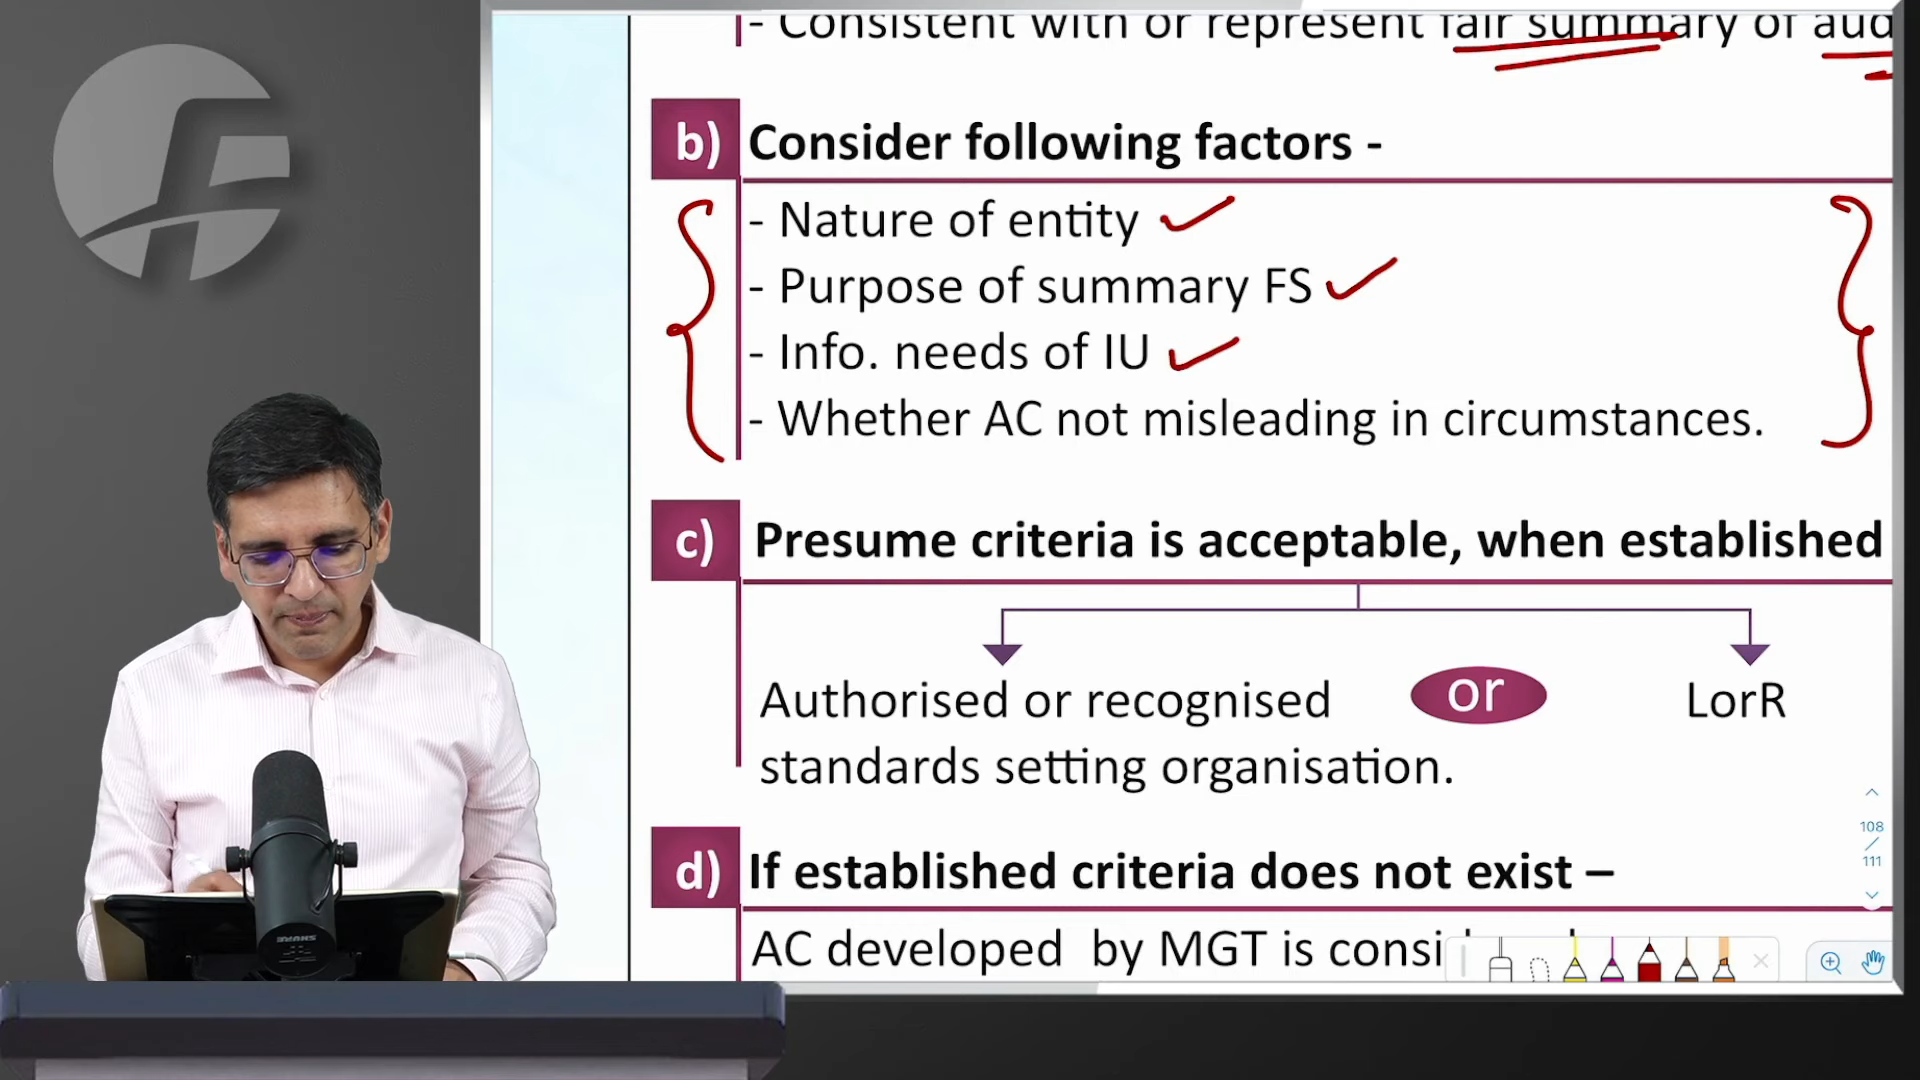 - Consistent with or represent fair summary of aud
b) Consider following factors -
- Nature of entity
- Purpose of summary FS
- Info. needs of IU
- Whether AC not misleading in circumstances.
c) Presume criteria is acceptable, when established
Authorised or recognised
standards setting organisation.
or
LorR
d) If established criteria does not exist –
AC developed by MGT is consi
108
/
111
SHURE